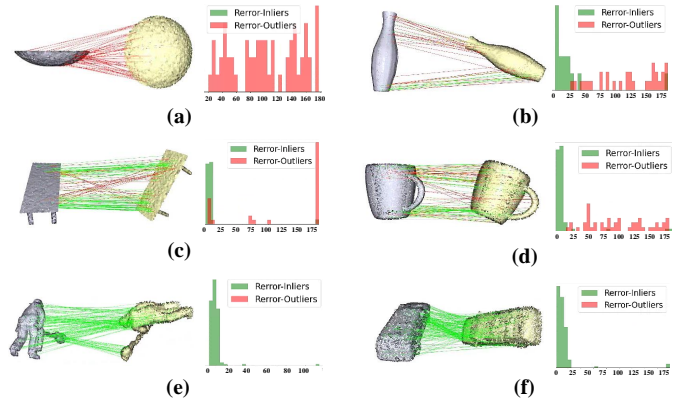 Rerror-Inliers
Rerror-Outliers
20 40 60 80 100 120 140 160 180
(a)
Rerror-Inliers
Rerror-Outliers
0 25 50 75 100 125 150 175
(b)
Rerror-Inliers
Rerror-Outliers
0 25 50 75 100 125 150 175
(c)
Rerror-Inliers
Rerror-Outliers
0 25 50 75 100 125 150 175
(d)
Rerror-Inliers
Rerror-Outliers
0 20 40 60 80 100
(e)
Rerror-Inliers
Rerror-Outliers
0 25 50 75 100 125 150 175
(f)